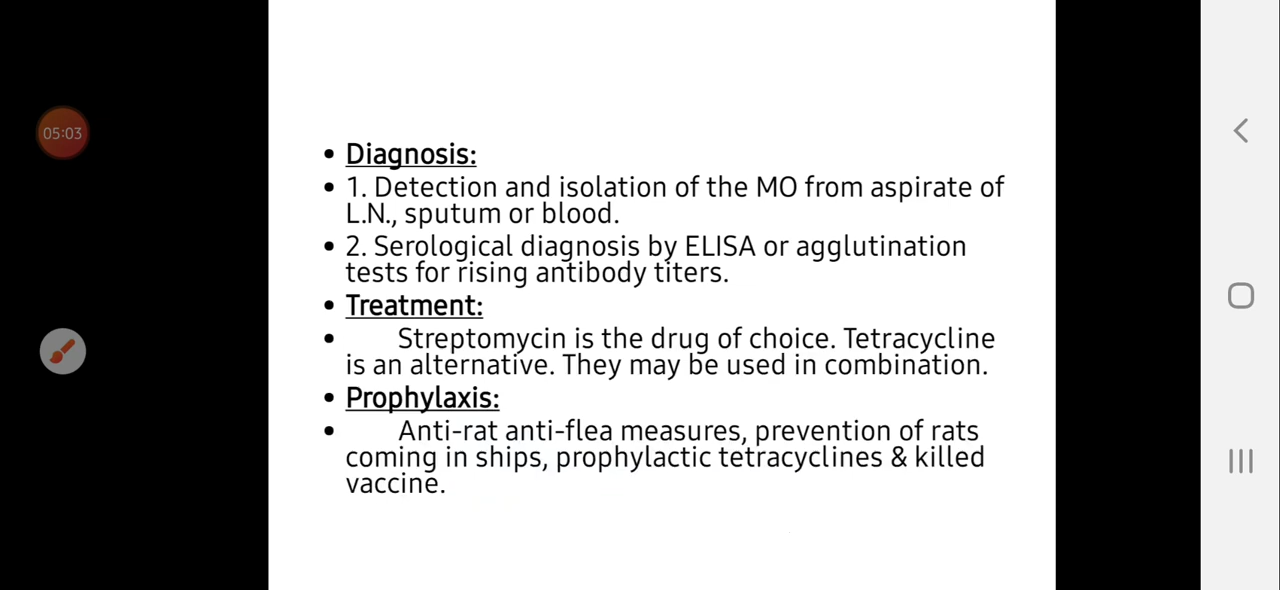 05:03
• Diagnosis:
• 1. Detection and isolation of the MO from aspirate of
L.N., sputum or blood.
• 2. Serological diagnosis by ELISA or agglutination
tests for rising antibody titers.
• Treatment:
• Streptomycin is the drug of choice. Tetracycline
is an alternative. They may be used in combination.
• Prophylaxis:
• Anti-rat anti-flea measures, prevention of rats
coming in ships, prophylactic tetracyclines & killed
vaccine.